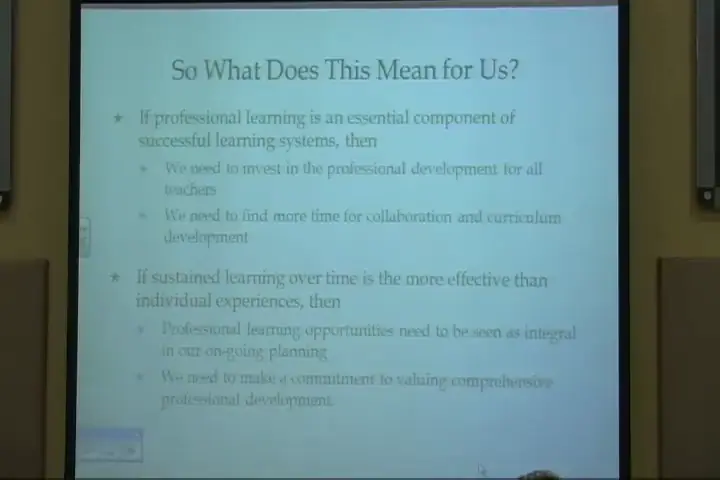 So What Does This Mean for Us?
If professional learning is an essential component of
successful learning systems, then
We need to invest in the professional development for all
teachers
We need to find more time for collaboration and curriculum
development
If sustained learning over time is the more effective than
individual experiences, then
Professional learning opportunities need to be seen as integral
in our on-going planning
We need to make a commitment to valuing comprehensive
professional development.